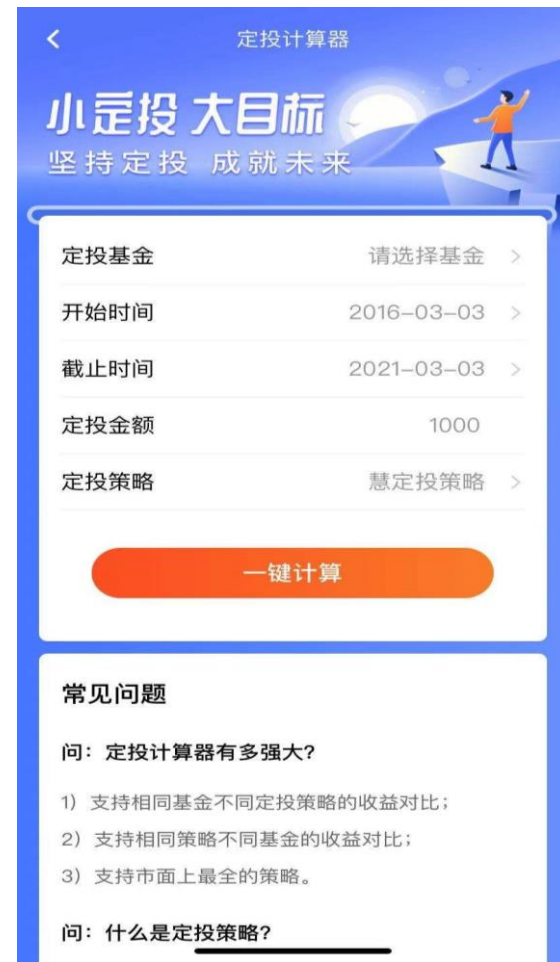 定投计算器
小定投 大目标
坚持定投 成就未来
定投基金 请选择基金
开始时间 2016-03-03
截止时间 2021-03-03
定投金额 1000
定投策略 慧定投策略
一键计算
常见问题
问：定投计算器有多强大？
1）支持相同基金不同定投策略的收益对比；
2）支持相同策略不同基金的收益对比；
3）支持市面上最全的策略。
问：什么是定投策略？